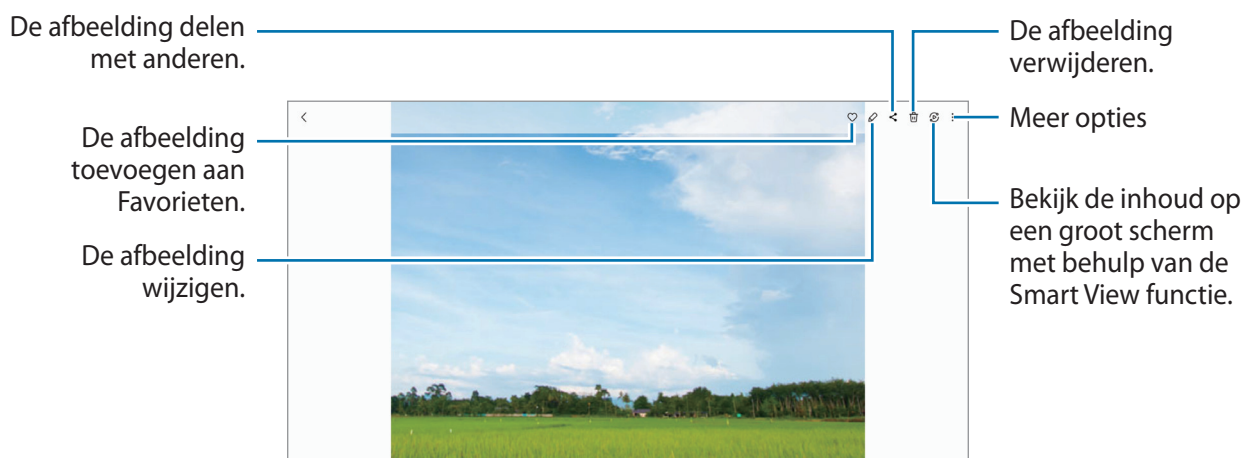 De afbeelding delen
met anderen.
De afbeelding
toevoegen aan
Favorieten.
De afbeelding
wijzigen.
De afbeelding
verwijderen.
Meer opties
Bekijk de inhoud op
een groot scherm
met behulp van de
Smart View functie.